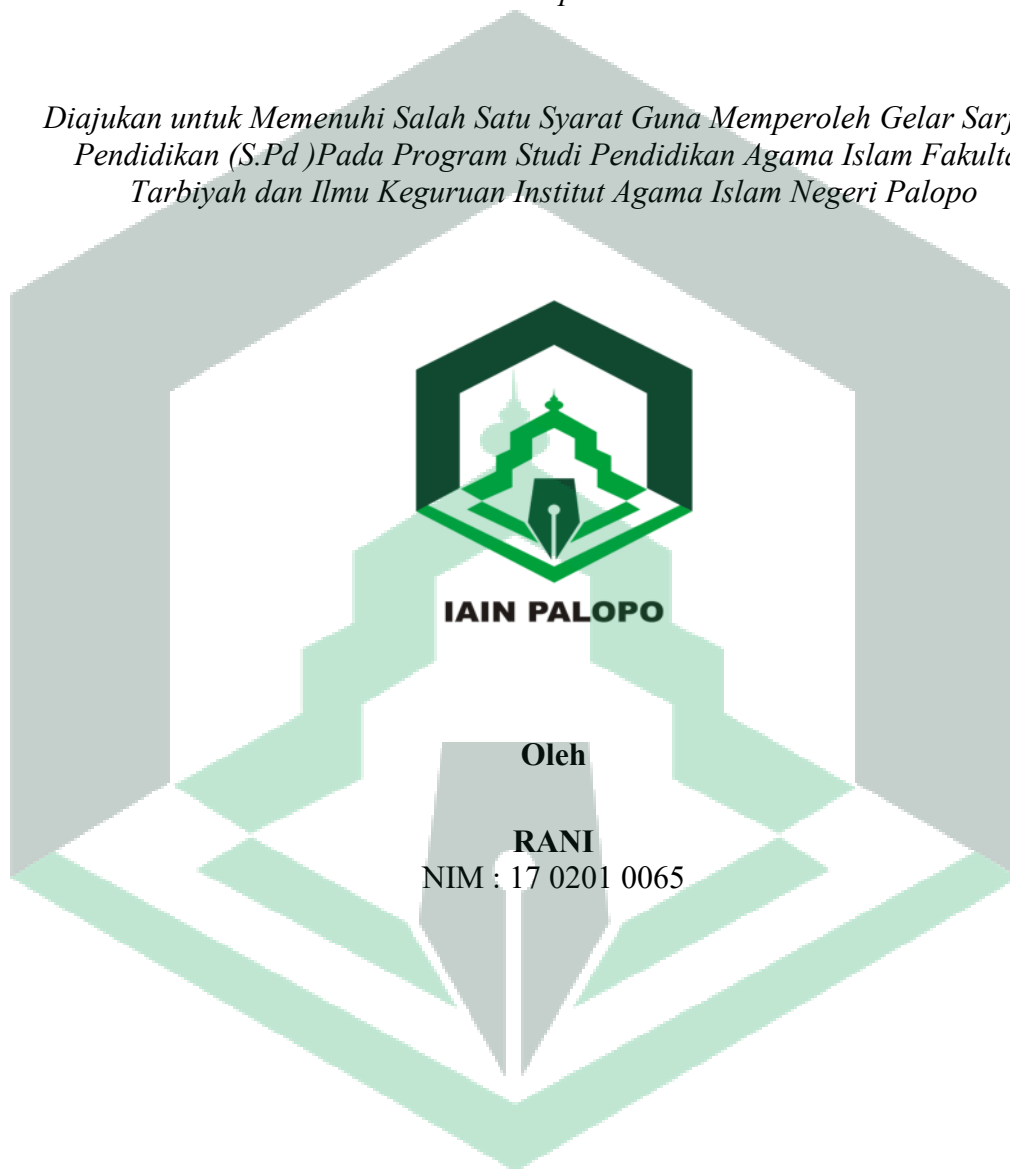 Diajukan untuk Memenuhi Salah Satu Syarat Guna Memperoleh Gelar Sarj
Pendidikan (S.Pd )Pada Program Studi Pendidikan Agama Islam Fakulta
Tarbiyah dan Ilmu Keguruan Institut Agama Islam Negeri Palopo
IAIN PALOPO
Oleh
RANI
NIM : 17 0201 0065